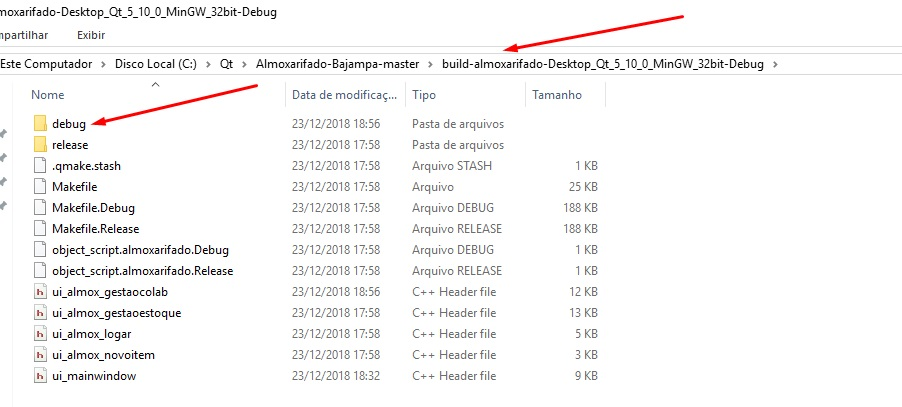 moxarifado-Desktop_Qt_5_10_0_MinGW_32bit-Debug
mpartilhar Exibir
Este Computador > Disco Local (C:) > Qt > Almoxarifado-Bajampa-master > build-almoxarifado-Desktop_Qt_5_10_0_MinGW_32bit-Debug >
Nome Data de modificaç... Tipo Tamanho
debug 23/12/2018 18:56 Pasta de arquivos
release 23/12/2018 17:58 Pasta de arquivos
.qmake.stash 23/12/2018 17:58 Arquivo STASH 1 KB
Makefile 23/12/2018 17:58 Arquivo 25 KB
Makefile.Debug 23/12/2018 17:58 Arquivo DEBUG 188 KB
Makefile.Release 23/12/2018 17:58 Arquivo RELEASE 188 KB
object_script.almoxarifado.Debug 23/12/2018 17:58 Arquivo DEBUG 1 KB
object_script.almoxarifado.Release 23/12/2018 17:58 Arquivo RELEASE 1 KB
ui_almox_gestaocolab 23/12/2018 18:56 C++ Header file 12 KB
ui_almox_gestaoestoque 23/12/2018 17:58 C++ Header file 13 KB
ui_almox_logar 23/12/2018 17:58 C++ Header file 5 KB
ui_almox_novoitem 23/12/2018 17:58 C++ Header file 3 KB
ui_mainwindow 23/12/2018 18:32 C++ Header file 9 KB